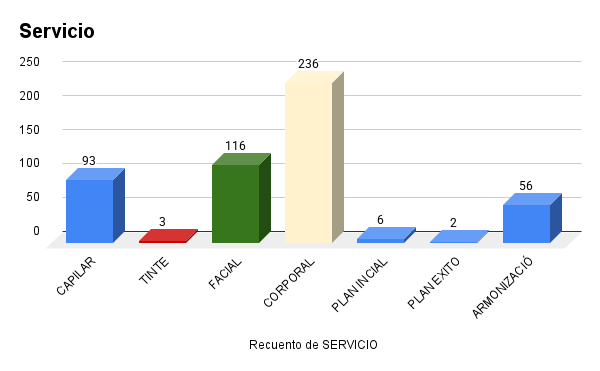 Servicio
250
200
150
100
50
0
93
3
116
236
6
2
56
CAPILAR
TINTE
FACIAL
CORPORAL
PLAN INCIAL
PLAN EXITO
ARMONIZACIÓ
Recuento de SERVICIO